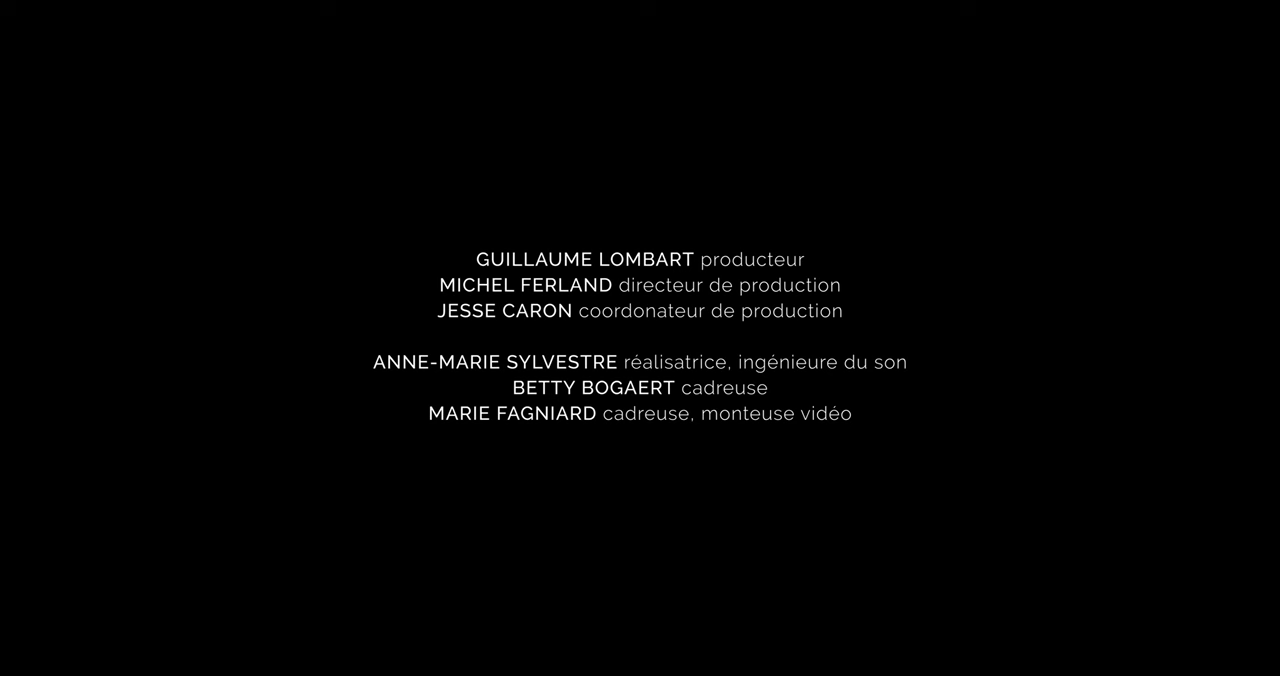 GUILLAUME LOMBART producteur
MICHEL FERLAND directeur de production
JESSE CARON coordonateur de production
ANNE-MARIE SYLVESTRE réalisatrice, ingénieure du son
BETTY BOGAERT cadreuse
MARIE FAGNIARD cadreuse, monteuse vidéo